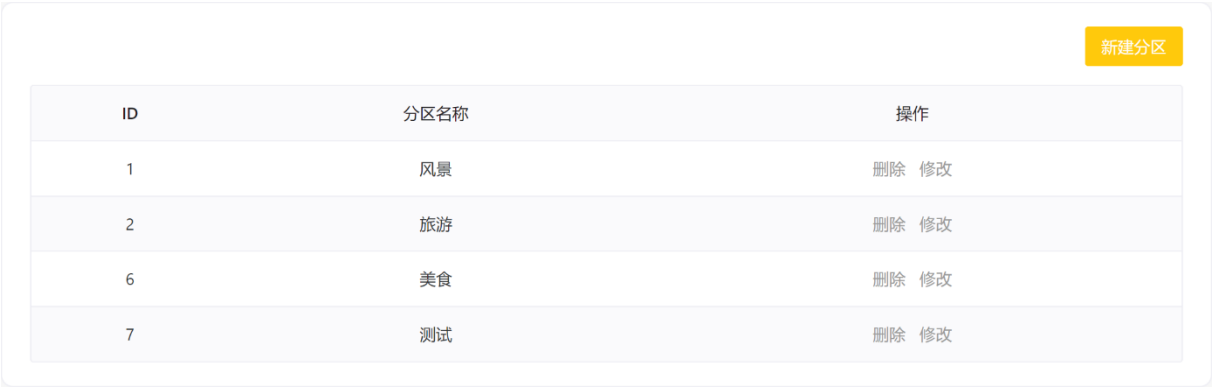 新建分区
ID 分区名称 操作
1 风景 删除 修改
2 旅游 删除 修改
6 美食 删除 修改
7 测试 删除 修改